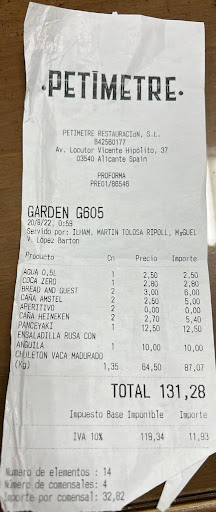 ·PETÍMETRE·
PETIMETRE RESTAURACIóN, S.L.
B42560177
Av. Locutor Vicente Hipólito, 37
03540 Alicante Spain
PROFORMA
PRE01/86546
GARDEN G605
20/8/22, 0:59
Servido por: ILHAM, MARTIN TOLOSA RIPOLL, MyGUEL
V. López Barton
Producto Cn Precio Importe
AGUA 0,5L 1 2,50 2,50
COCA ZERO 1 2,80 2,80
BREAD AND GUEST 2 3,00 6,00
CAÑA AMSTEL 2 2,50 5,00
APERITIVO 2 0,00 0,00
CAÑA HEINEKEN 2 2,70 5,40
PANCEYAKI 1 12,50 12,50
ENSALADILLA RUSA CON
ANGUILA 1 10,00 10,00
CHULETON VACA MADURADO
(Kg) 1,35 64,50 87,07
TOTAL 131,28
Impuesto Base Imponible Importe
IVA 10% 119,34 11,93
Numero de elementos : 14
Número de comensales: 4
Importe por comensal: 32,82